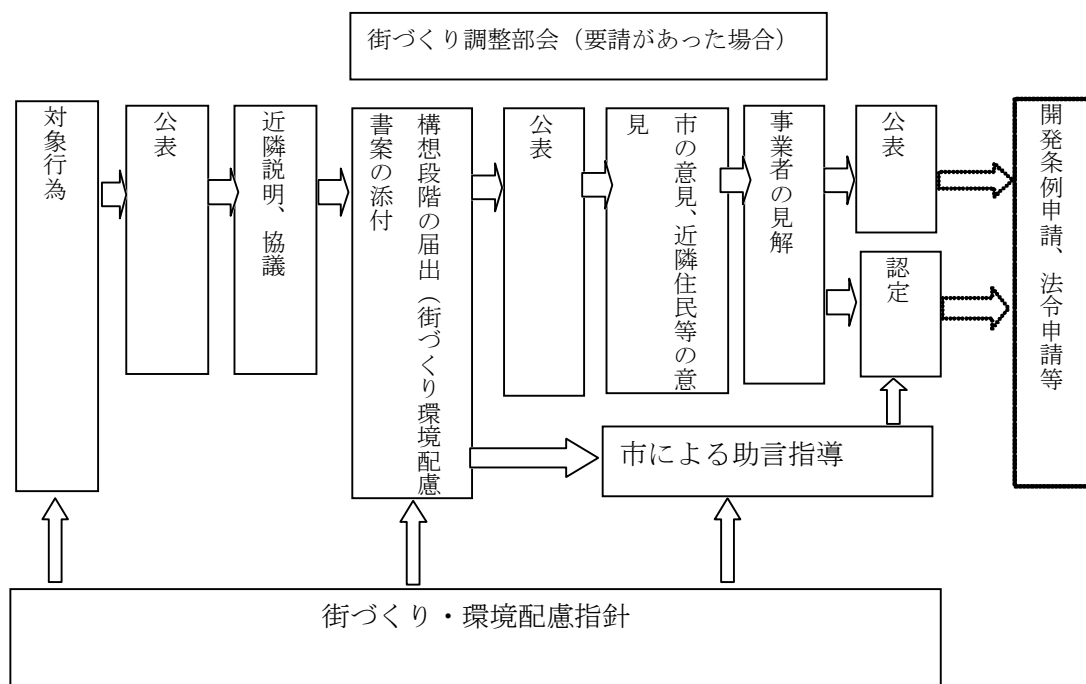 街づくり調整部会（要請があった場合）
対象行為
公表
近隣説明、協議
構想段階の届出（街づくり環境配慮
書案の添付
公表
市の意見、近隣住民等の意
見
事業者の見解
公表
認定
開発条例申請、法令申請等
市による助言指導
街づくり・環境配慮指針